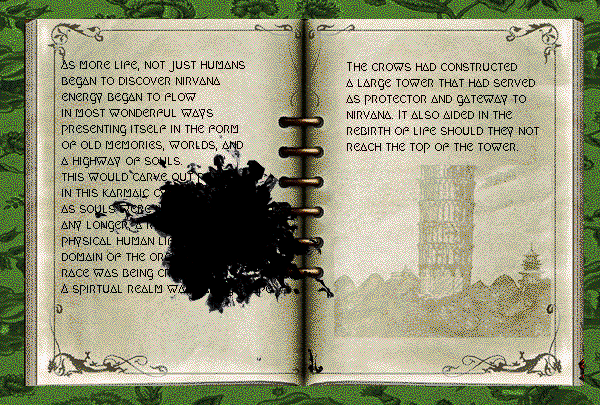 AS MORE LIFE, NOT JUST HUMANS
BEGAN TO DISCOVER NIRVANA
ENERGY BEGAN TO FLOW
IN MOST WONDERFUL WAYS
PRESENTING ITSELF IN THE FORM
OF OLD MEMORIES, WORLDS, AND
A HIGHWAY OF SOULS.
THIS WOULD CARVE OUT
IN THIS KARMIC
AS SOULS WERE
ANY LONGER, A
PHYSICAL HUMAN
DOMAIN OF THE
RACE WAS BEING
A SPIRTUAL REALM
THE CROWS HAD CONSTRUCTED
A LARGE TOWER THAT HAD SERVED
AS PROTECTOR AND GATEWAY TO
NIRVANA. IT ALSO AIDED IN THE
REBIRTH OF LIFE SHOULD THEY NOT
REACH THE TOP OF THE TOWER.